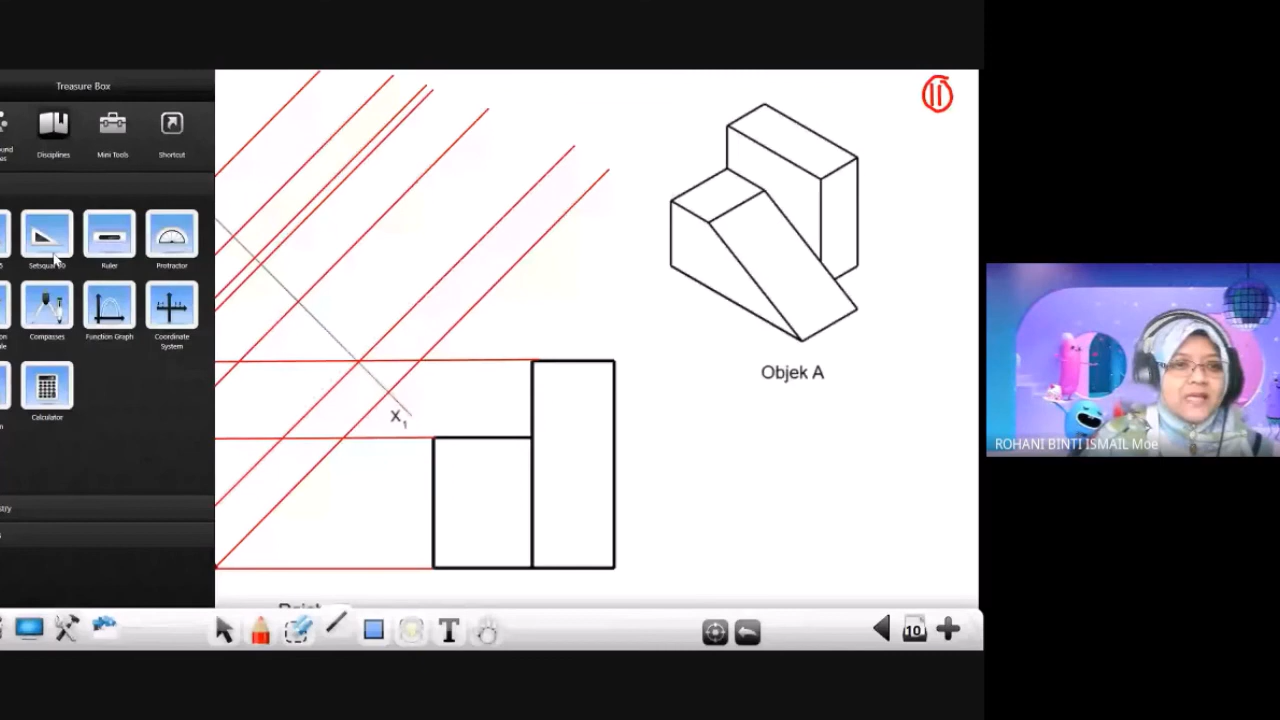 Treasure Box
Disciplines
Mini Tools
Shortcut
Ruler
Protractor
Compasses
Function Graph
Coordinate
System
Calculator
11
Objek A
X1
T
10
ROHANI BINTI ISMAIL Moe